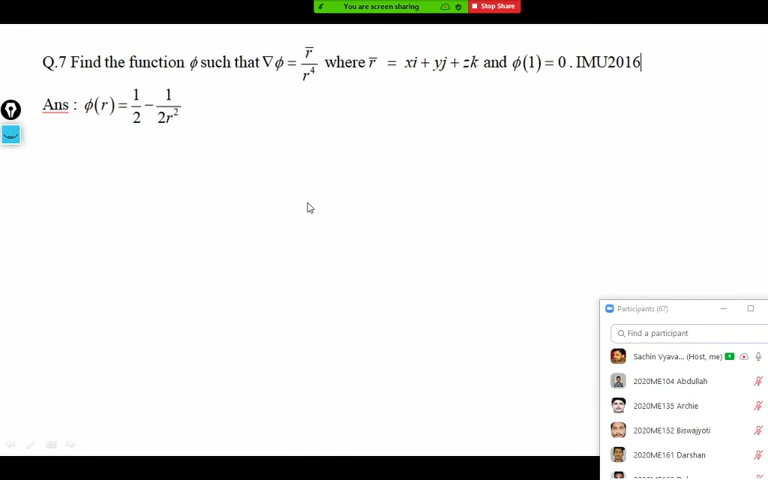 You are screen sharing
Stop Share
Q.7 Find the function ϕ such that ∇ϕ = r̄/r⁴ where r̄ = xi + yj + zk and ϕ(1) = 0 . IMU2016
Ans : ϕ(r) = 1/2 − 1/2r²
Participants (67)
Find a participant
Sachin Vyava... (Host, me)
2020ME104 Abdullah
2020ME135 Archie
2020ME152 Biswajyoti
2020ME161 Darshan